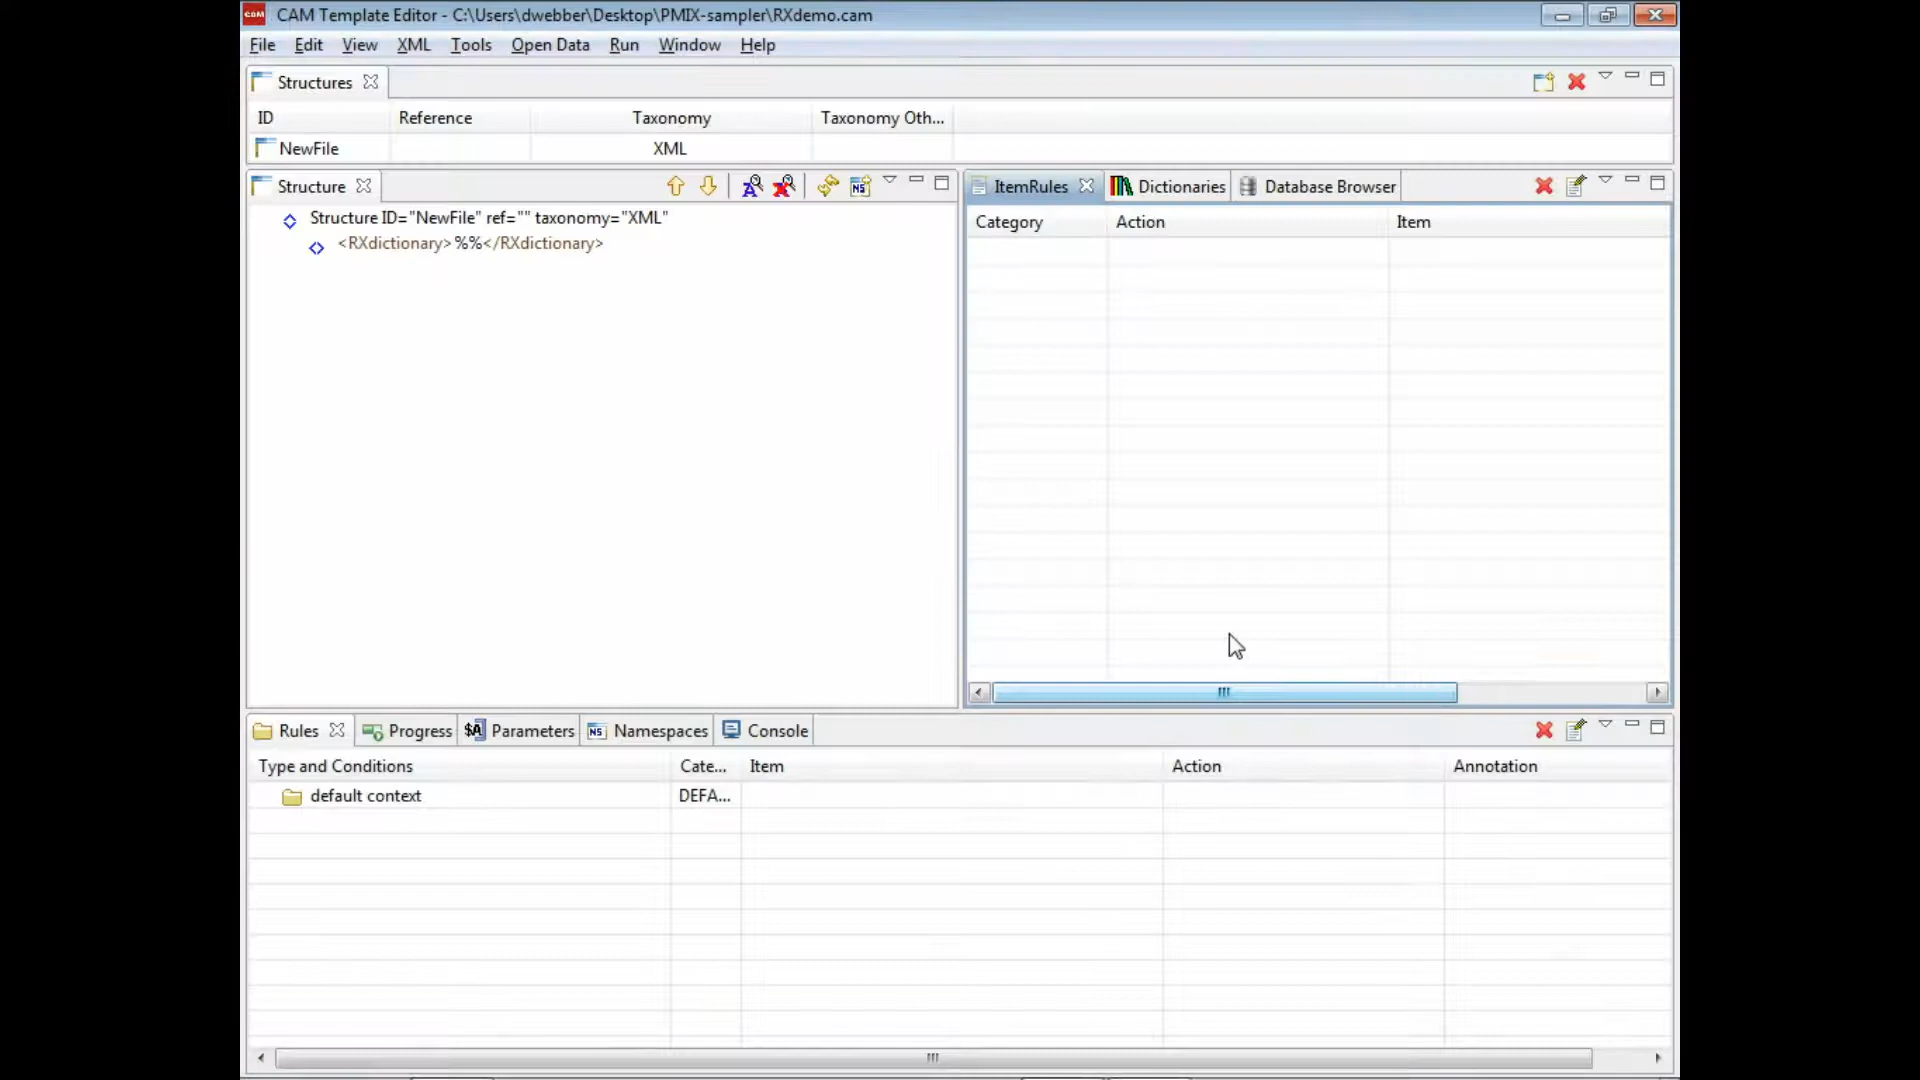 CAM CAM Template Editor - C:\Users\dwebber\Desktop\PMIX-sampler\RXdemo.cam
File Edit View XML Tools Open Data Run Window Help
Structures
ID Reference Taxonomy Taxonomy Oth...
NewFile XML
Structure
Structure ID="NewFile" ref="" taxonomy="XML"
<RXdictionary>%%</RXdictionary>
ItemRules Dictionaries Database Browser
Category Action Item
Rules Progress Parameters Namespaces Console
Type and Conditions Cate... Item Action Annotation
default context DEFA...